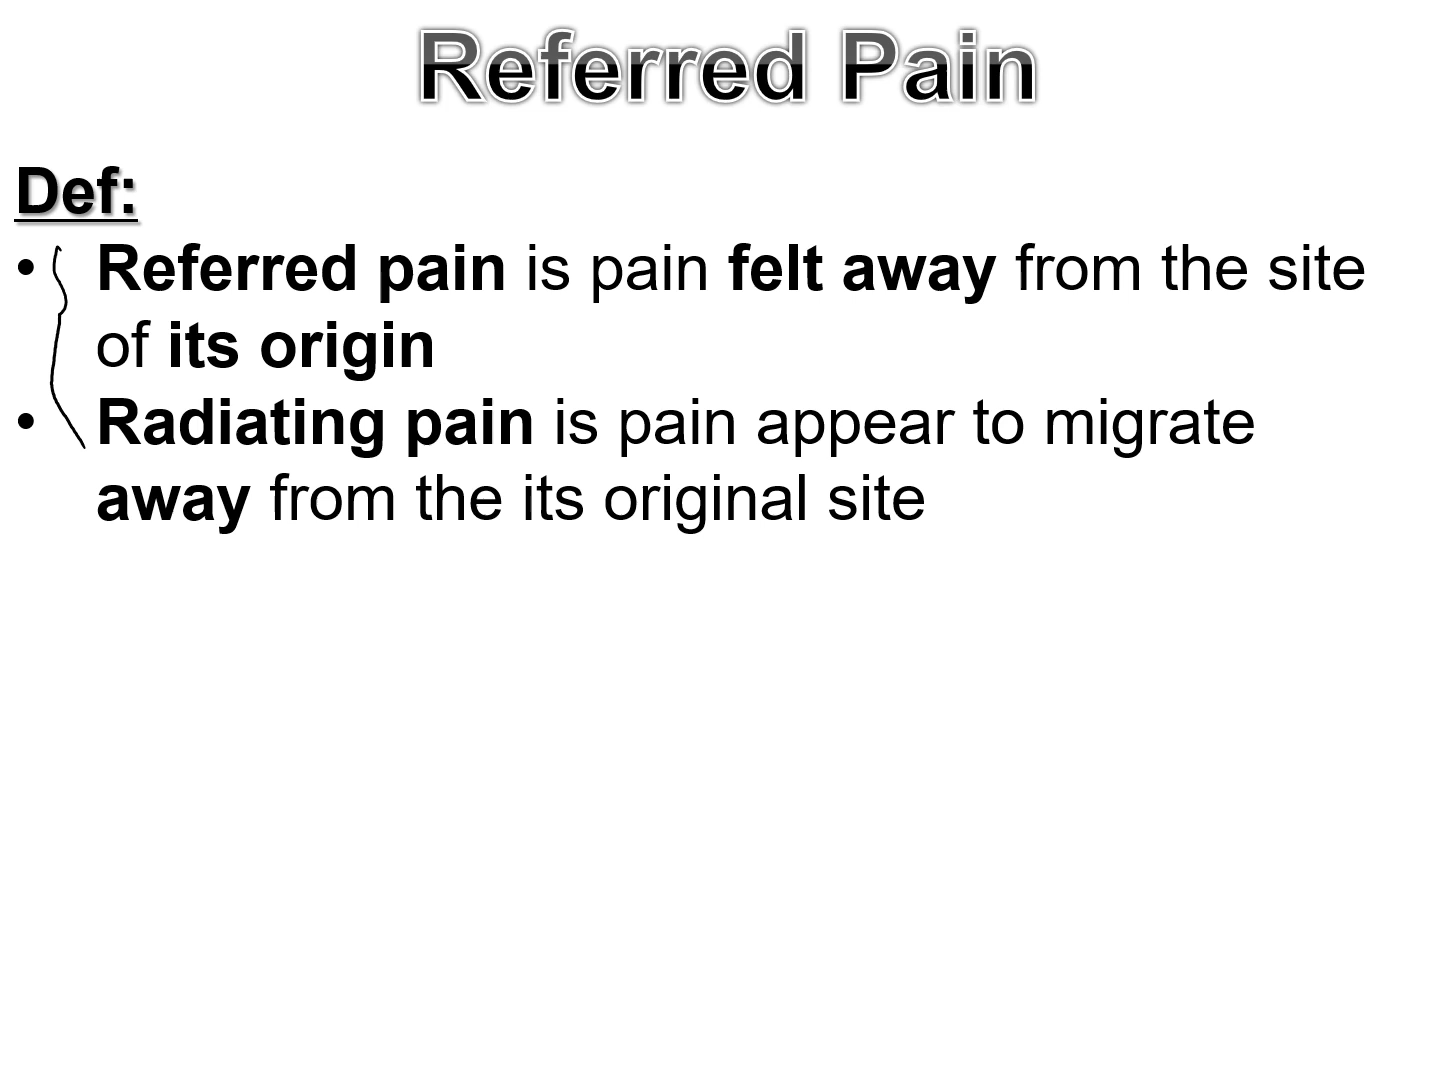 Referred Pain
Def:
• Referred pain is pain felt away from the site
of its origin
• Radiating pain is pain appear to migrate
away from the its original site